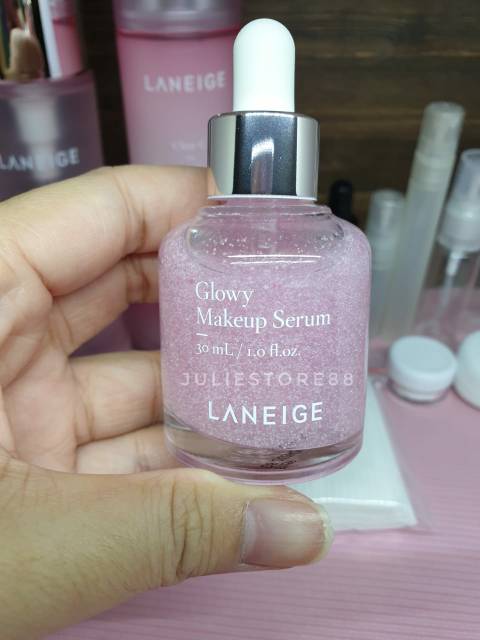 LANEIGE
LANEIGE
Glowy
Makeup Serum
30 mL / 1.0 fl.oz.
JULIESTORE88
LANEIGE